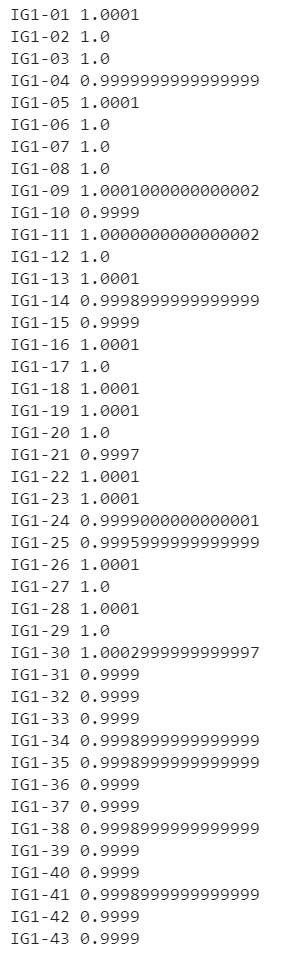 IG1-01 1.0001
IG1-02 1.0
IG1-03 1.0
IG1-04 0.9999999999999999
IG1-05 1.0001
IG1-06 1.0
IG1-07 1.0
IG1-08 1.0
IG1-09 1.0001000000000002
IG1-10 0.9999
IG1-11 1.0000000000000002
IG1-12 1.0
IG1-13 1.0001
IG1-14 0.9998999999999999
IG1-15 0.9999
IG1-16 1.0001
IG1-17 1.0
IG1-18 1.0001
IG1-19 1.0001
IG1-20 1.0
IG1-21 0.9997
IG1-22 1.0001
IG1-23 1.0001
IG1-24 0.9999000000000001
IG1-25 0.9995999999999999
IG1-26 1.0001
IG1-27 1.0
IG1-28 1.0001
IG1-29 1.0
IG1-30 1.0002999999999997
IG1-31 0.9999
IG1-32 0.9999
IG1-33 0.9999
IG1-34 0.9998999999999999
IG1-35 0.9998999999999999
IG1-36 0.9999
IG1-37 0.9999
IG1-38 0.9998999999999999
IG1-39 0.9999
IG1-40 0.9999
IG1-41 0.9998999999999999
IG1-42 0.9999
IG1-43 0.9999